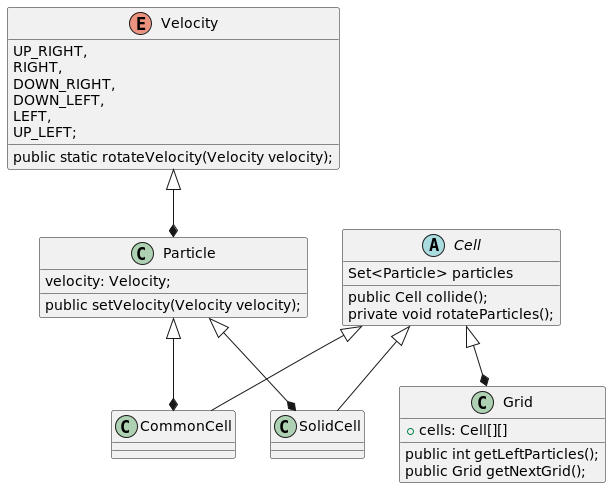 E Velocity
UP_RIGHT,
RIGHT,
DOWN_RIGHT,
DOWN_LEFT,
LEFT,
UP_LEFT;
public static rotateVelocity(Velocity velocity);
C Particle
velocity: Velocity;
public setVelocity(Velocity velocity);
A Cell
Set<Particle> particles
public Cell collide();
private void rotateParticles();
C CommonCell
C SolidCell
C Grid
cells: Cell[][]
public int getLeftParticles();
public Grid getNextGrid();